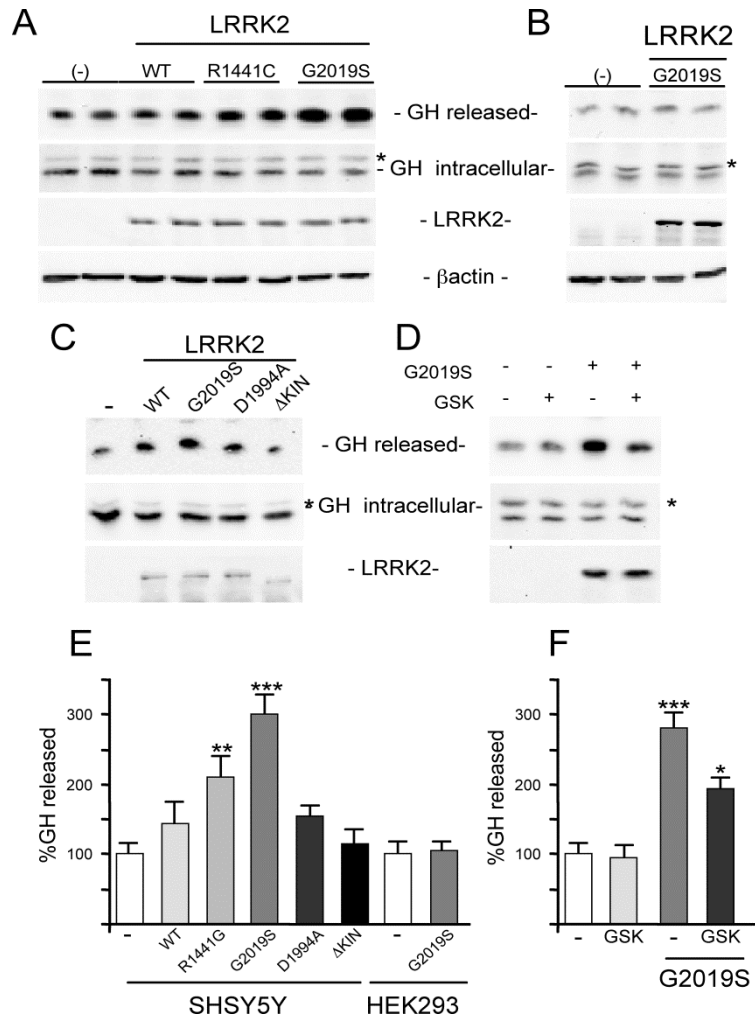 A
LRRK2
(-) WT R1441C G2019S
- GH released-
*
- GH intracellular-
- LRRK2-
- βactin -
B
LRRK2
(-) G2019S
*
C
LRRK2
- WT G2019S D1994A ΔKIN
- GH released-
* GH intracellular-
- LRRK2-
D
G2019S - - + +
GSK - + - +
*
E
%GH released
300
200
100
** ***
- WT R1441G G2019S D1994A ΔKIN - G2019S
SHSY5Y HEK293
F
%GH released
300
200
100
*** *
- GSK - GSK
G2019S